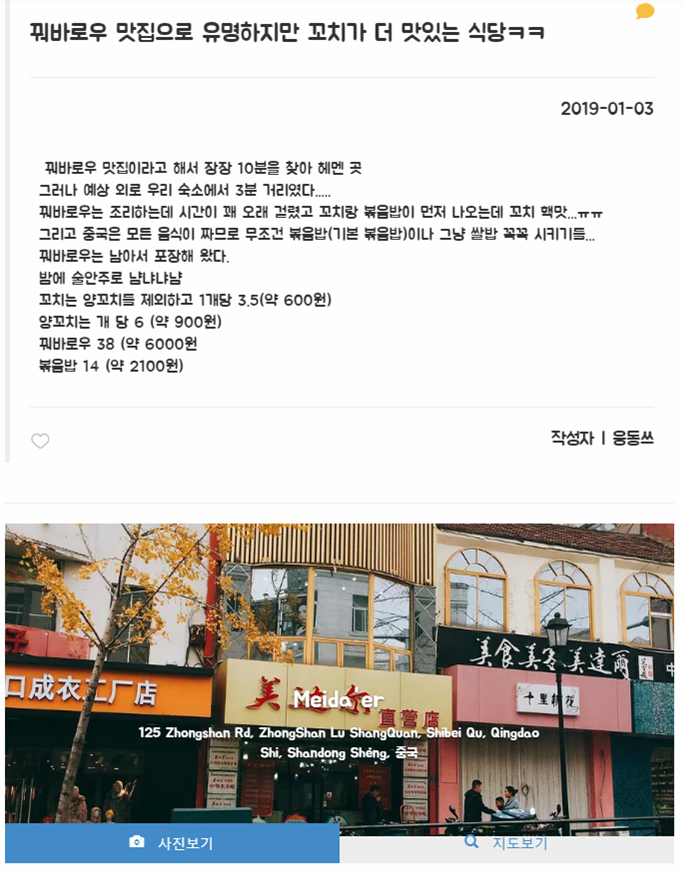 꿔바로우 맛집으로 유명하지만 꼬치가 더 맛있는 식당ㅋㅋ
2019-01-03
꿔바로우 맛집이라고 해서 장장 10분을 찾아 헤멘 곳
그러나 예상 외로 우리 숙소에서 3분 거리였다.....
꿔바로우는 조리하는데 시간이 꽤 오래 걸렸고 꼬치랑 볶음밥이 먼저 나오는데 꼬치 핵맛...ㅠㅠ
그리고 중국은 모든 음식이 짜므로 무조건 볶음밥(기본 볶음밥)이나 그냥 쌀밥 꼭꼭 시키기를...
꿔바로우는 남아서 포장해 왔다.
밤에 술안주로 냠냐냐냠
꼬치는 양꼬치를 제외하고 1개당 3.5(약 600원)
양꼬치는 개 당 6 (약 900원)
꿔바로우 38 (약 6000원
볶음밥 14 (약 2100원)
작성자 | 웅동쓰
美食美客·美達爾
口成衣工厂店
十里桃花
直营店
125 Zhongshan Rd, ZhongShan Lu ShangQuan, Shibei Qu, Qingdao
Shi, Shandong Sheng, 중국
사진보기
지도보기